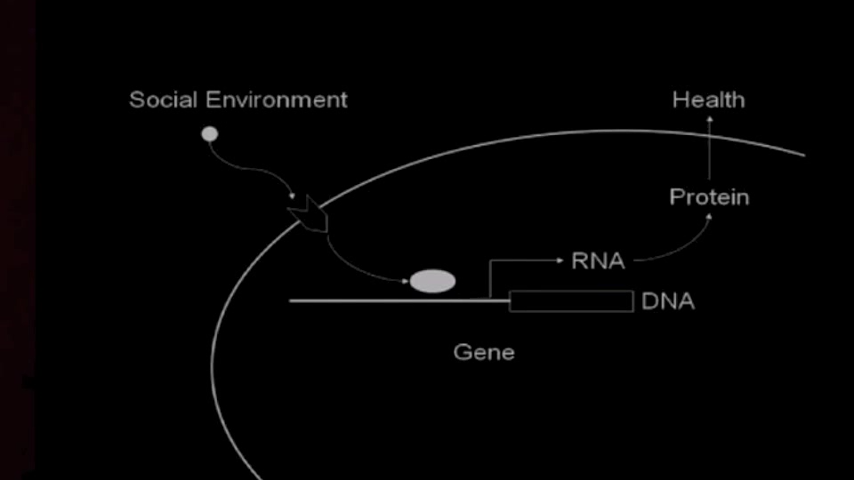 Social Environment
Health
Protein
RNA
DNA
Gene